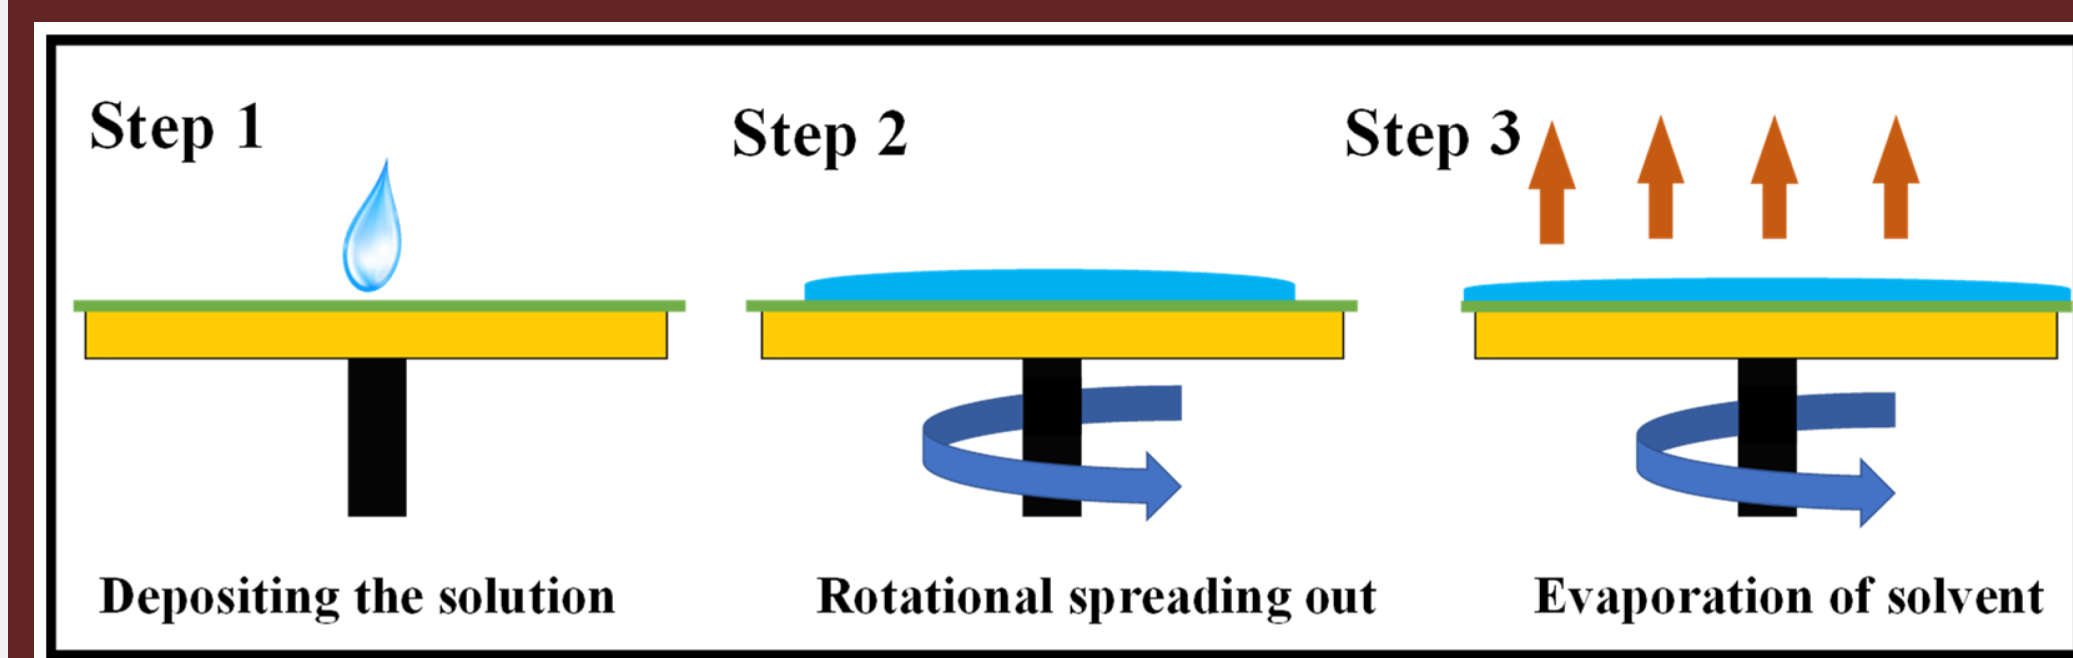 Step 1
Step 2
Step 3
Depositing the solution
Rotational spreading out
Evaporation of solvent